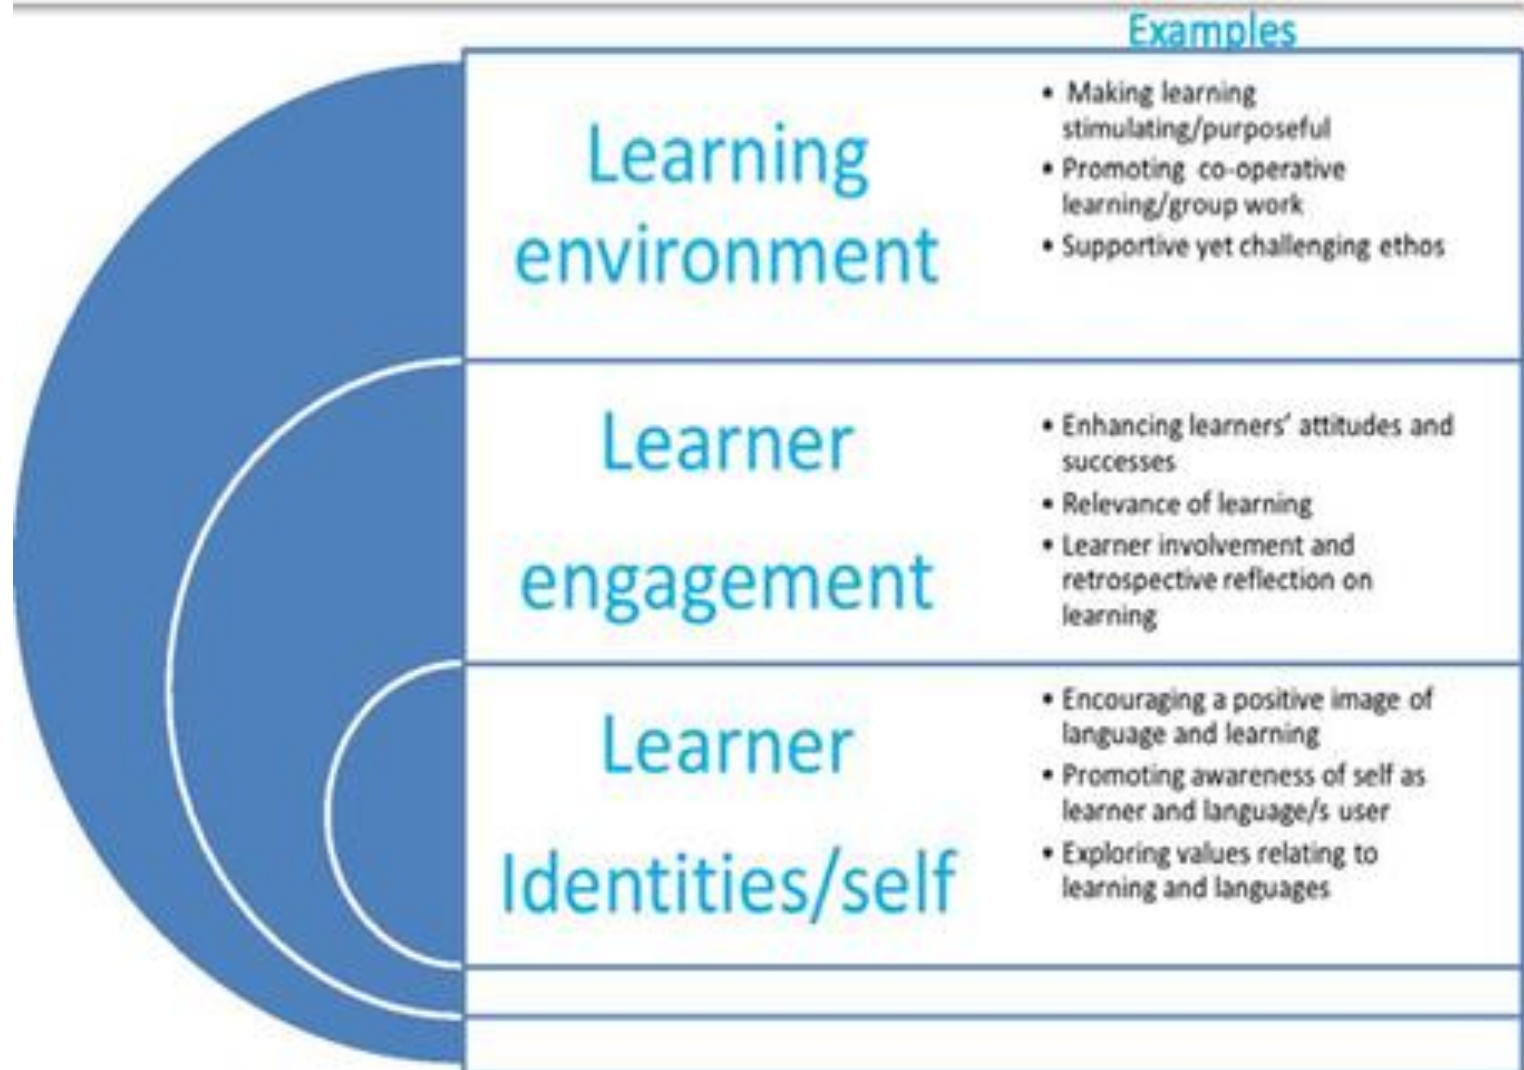 Examples
Learning
environment
• Making learning
stimulating/purposeful
• Promoting co-operative
learning/group work
• Supportive yet challenging ethos
Learner
engagement
• Enhancing learners' attitudes and
successes
• Relevance of learning
• Learner involvement and
retrospective reflection on
learning
Learner
Identities/self
• Encouraging a positive image of
language and learning
• Promoting awareness of self as
learner and language/s user
• Exploring values relating to
learning and languages